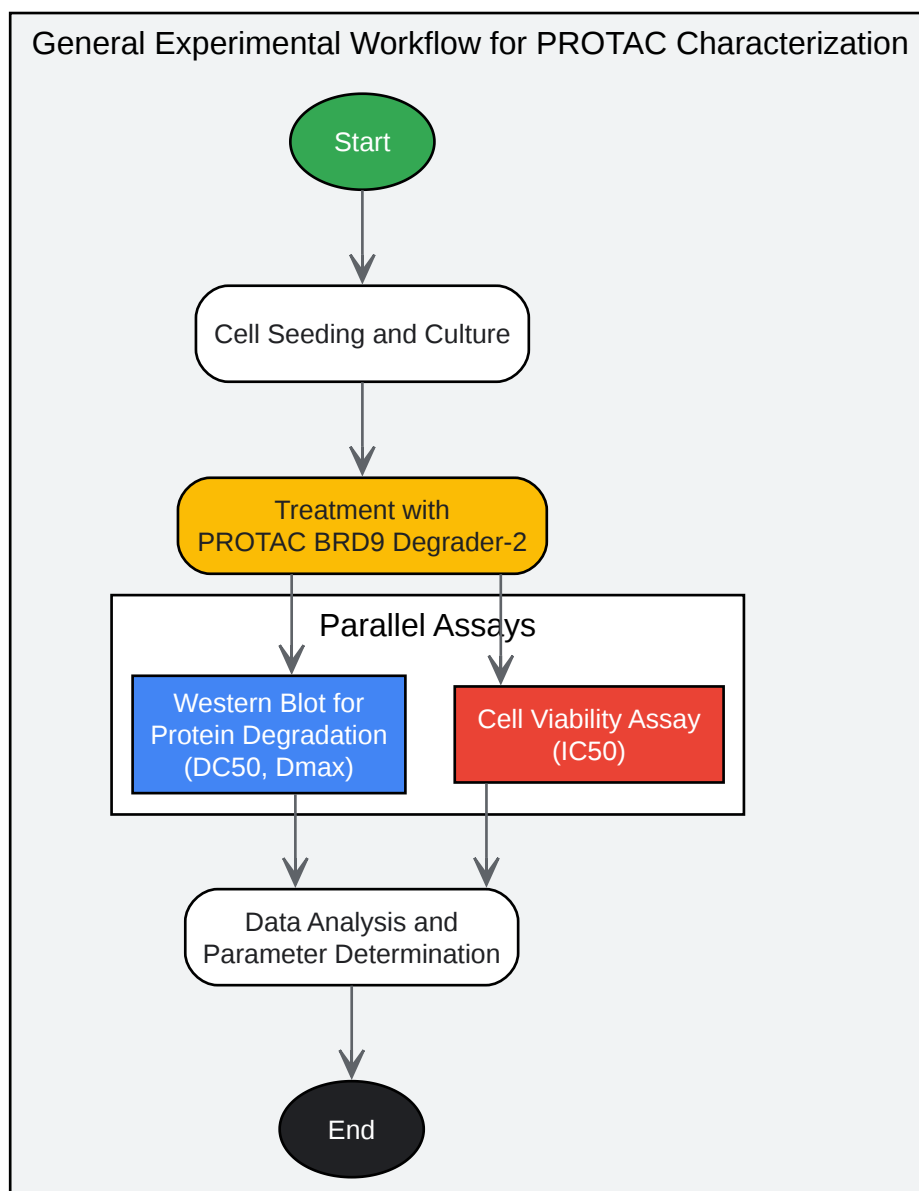 General Experimental Workflow for PROTAC Characterization
Start
Cell Seeding and Culture
Treatment with
PROTAC BRD9 Degrader-2
Parallel Assays
Western Blot for
Protein Degradation
(DC50, Dmax)
Cell Viability Assay
(IC50)
Data Analysis and
Parameter Determination
End